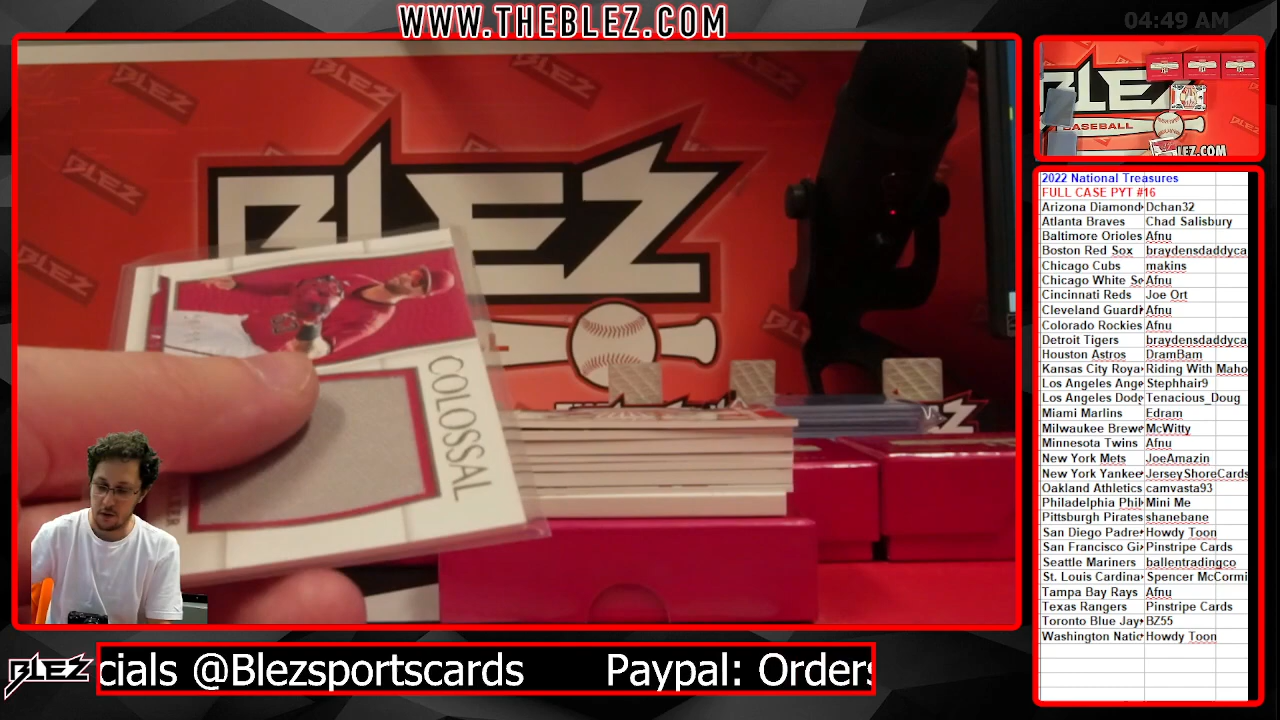 WWW.THEBLEZ.COM
04:49 AM
BLEZ
COLOSSAL
BASEBALL
LEZ.COM
2022 National Treasures
FULL CASE PYT #16
Arizona Diamond Dchan32
Atlanta Braves Chad Salisbury
Baltimore Orioles Afnu
Boston Red Sox braydensdaddyca
Chicago Cubs makins
Chicago White So Afnu
Cincinnati Reds Joe Ort
Cleveland Guardi Afnu
Colorado Rockies Afnu
Detroit Tigers braydensdaddyca
Houston Astros DramBam
Kansas City Roya Riding With Maho
Los Angeles Ange Stephhair9
Los Angeles Dodg Tenacious_Doug
Miami Marlins Edram
Milwaukee Brewe McWitty
Minnesota Twins Afnu
New York Mets JoeAmazin
New York Yankee JerseyShoreCards
Oakland Athletics camvasta93
Philadelphia Phil Mini Me
Pittsburgh Pirates shanebane
San Diego Padre Howdy Toon
San Francisco Gi Pinstripe Cards
Seattle Mariners ballentradingco
St. Louis Cardina Spencer McCormi
Tampa Bay Rays Afnu
Texas Rangers Pinstripe Cards
Toronto Blue Jay BZ55
Washington Natio Howdy Toon
BLEZ
cials @Blezsportscards Paypal: Orders